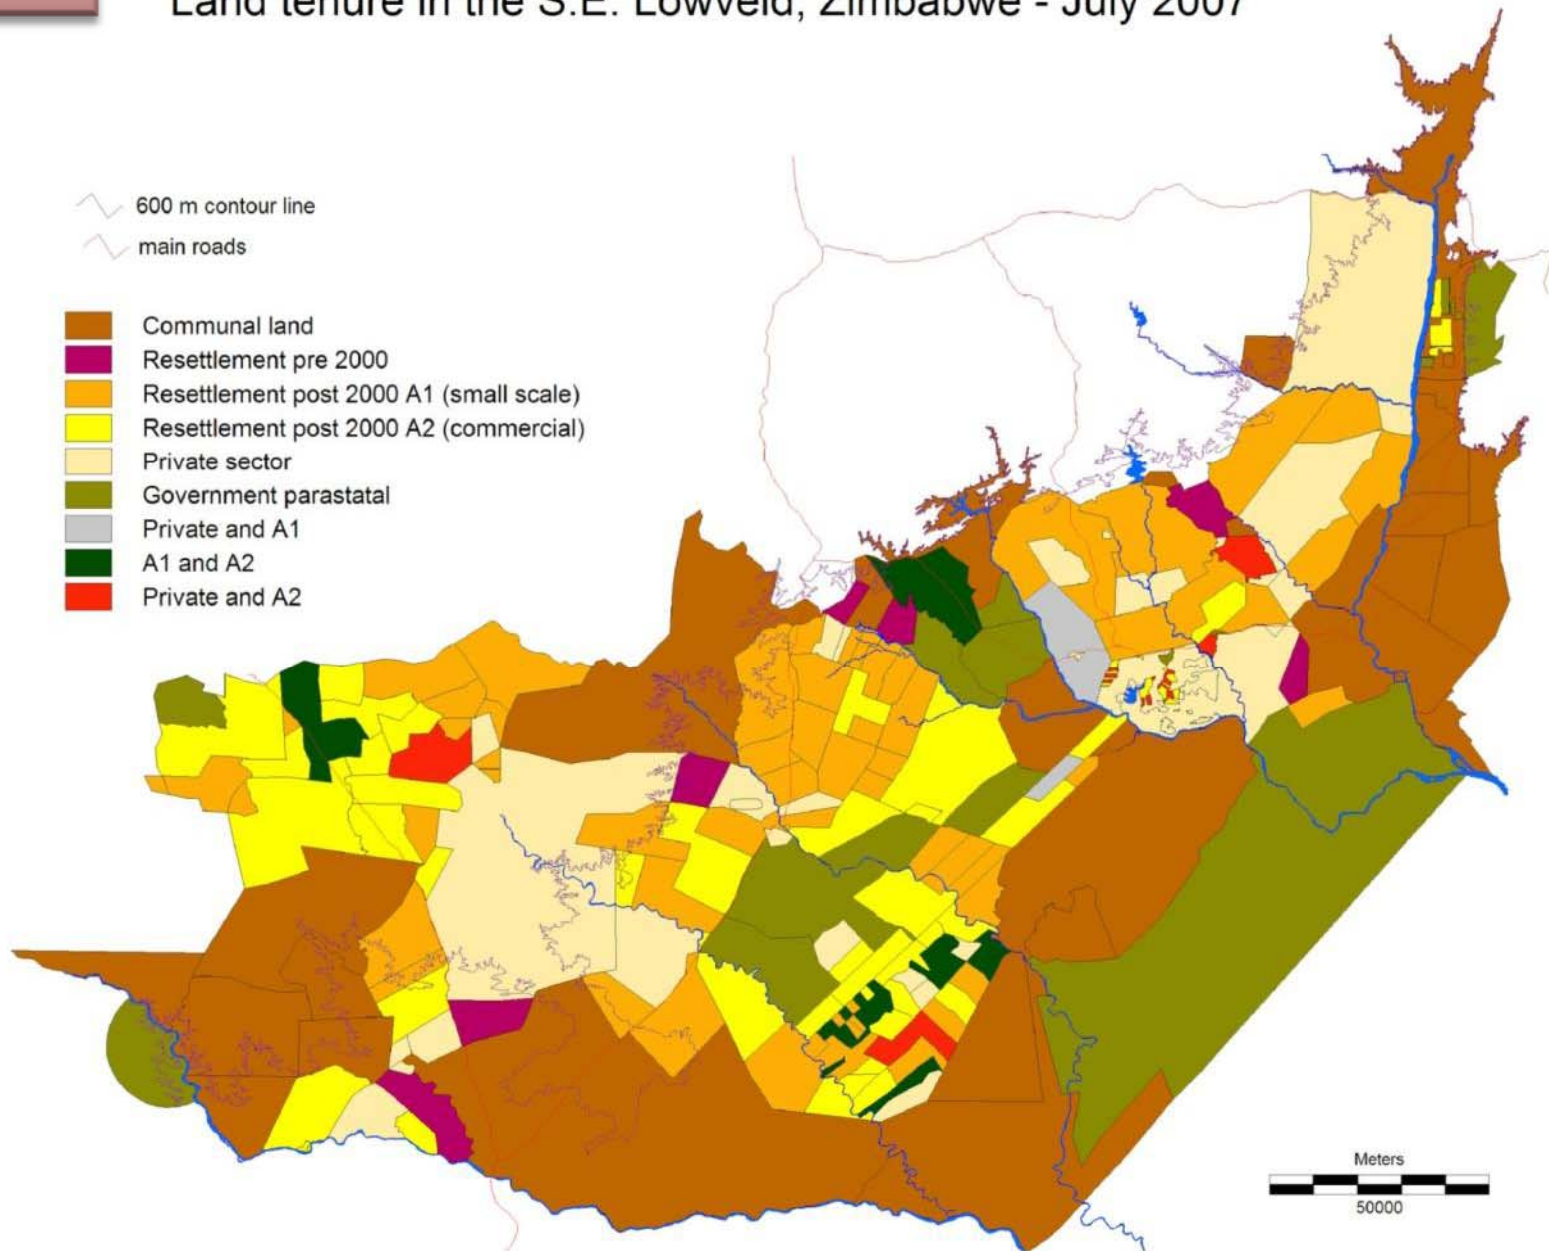 Land tenure in the S.E. Lowveld, Zimbabwe - July 2007
600 m contour line
main roads
Communal land
Resettlement pre 2000
Resettlement post 2000 A1 (small scale)
Resettlement post 2000 A2 (commercial)
Private sector
Government parastatal
Private and A1
A1 and A2
Private and A2
Meters
50000